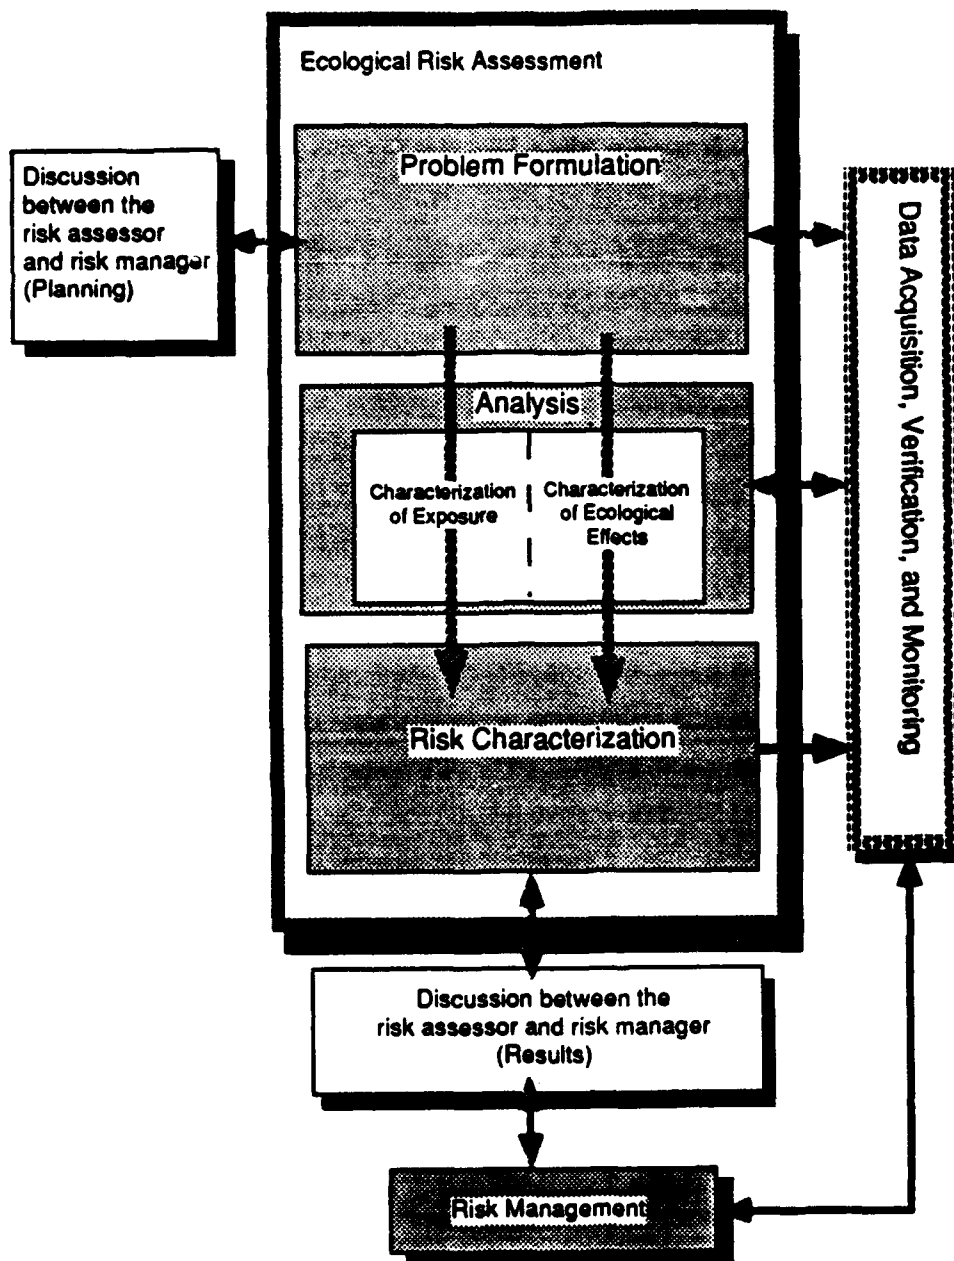 Ecological Risk Assessment
Problem Formulation
Discussion
between the
risk assessor
and risk manager
(Planning)
Analysis
Characterization
of Exposure
Characterization
of Ecological
Effects
Risk Characterization
Data Acquisition, Verification, and Monitoring
Discussion between the
risk assessor and risk manager
(Results)
Risk Management